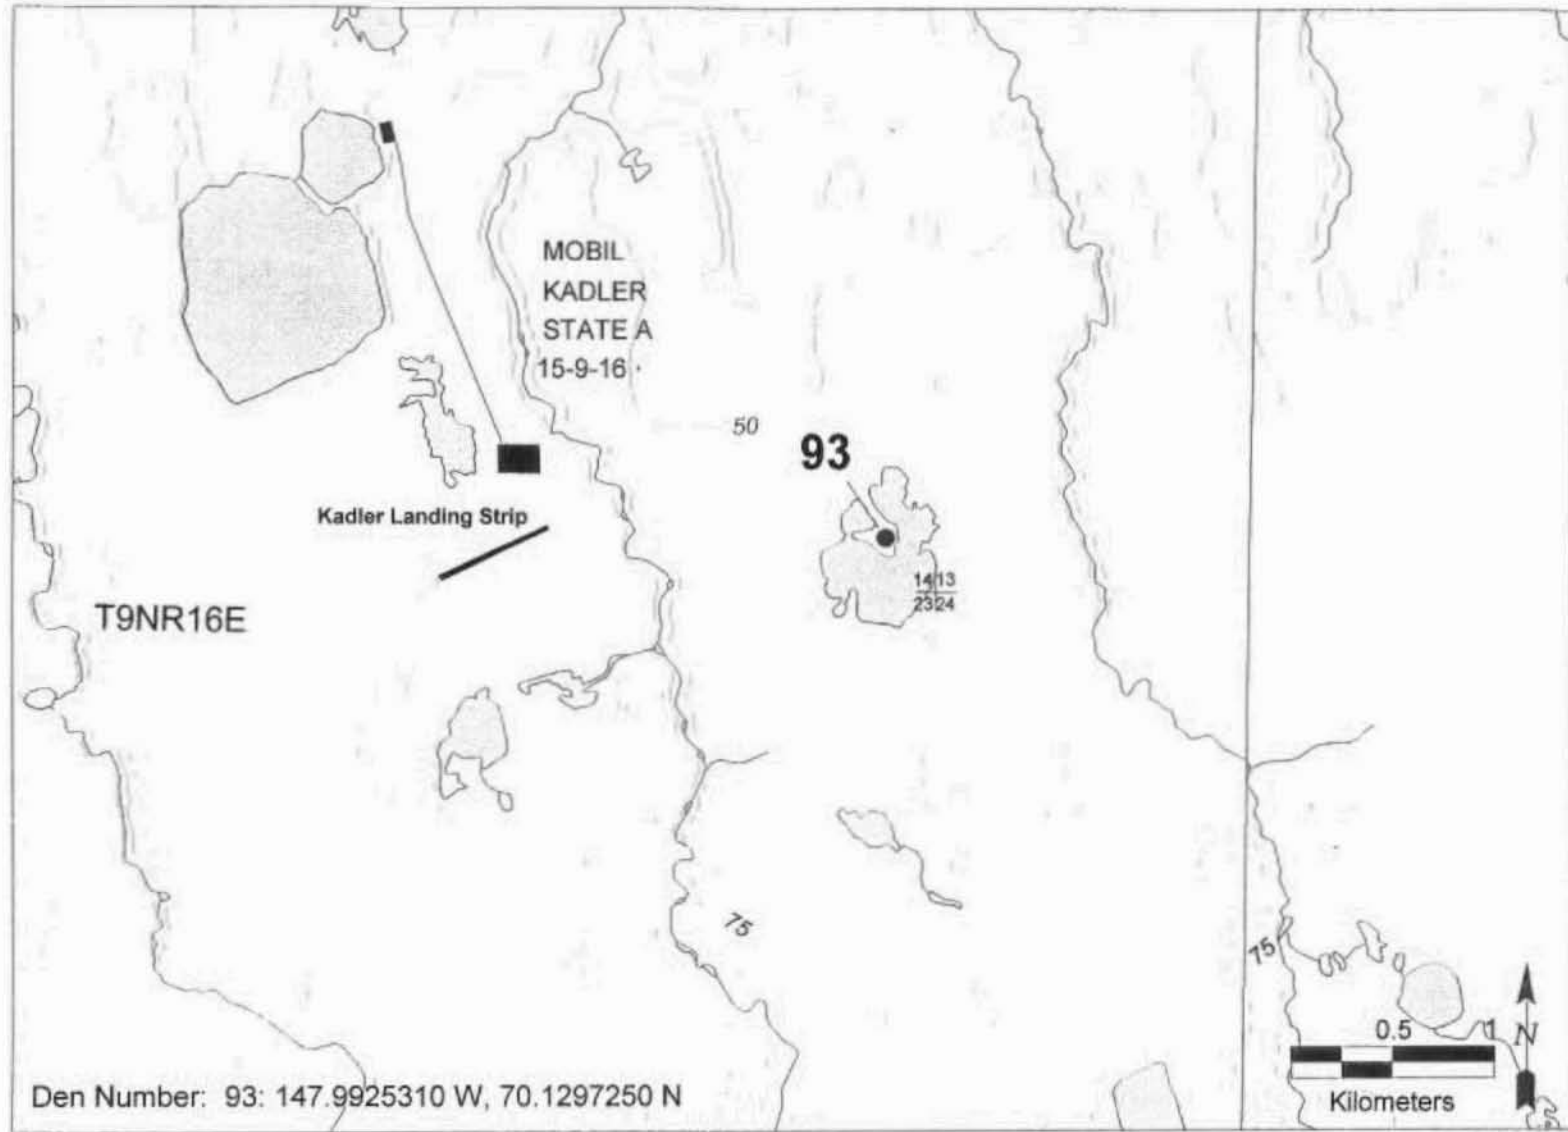 MOBIL
KADLER
STATE A
15-9-16
50
93
Kadler Landing Strip
14 13
23 24
T9NR16E
75
75
0.5 1 N
Kilometers
Den Number: 93: 147.9925310 W, 70.1297250 N